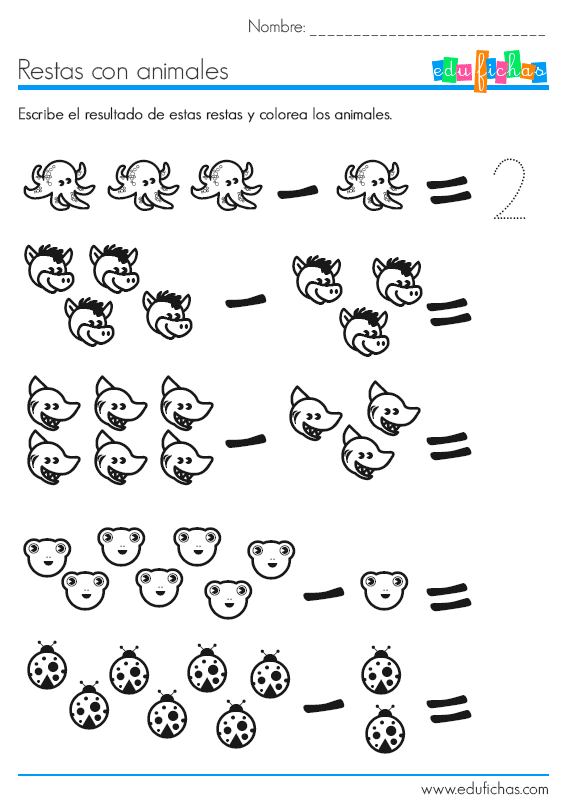 Nombre: ___________________________
Restas con animales
edufichas
Escribe el resultado de estas restas y colorea los animales.
2
www.edufichas.com